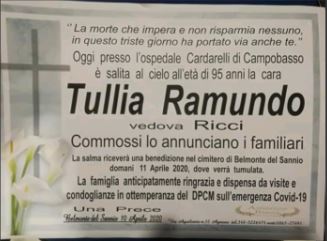 “La morte che impera e non risparmia nessuno,
in questo triste giorno ha portato via anche te.”
Oggi presso l'ospedale Cardarelli di Campobasso
è salita al cielo all'età di 95 anni la cara
Tullia Ramundo
vedova Ricci
Commossi lo annunciano i familiari
La salma riceverà una benedizione nel cimitero di Belmonte del Sannio
domani 11 Aprile 2020, dove verrà tumulata.
La famiglia anticipatamente ringrazia e dispensa da visite e
condoglianze in ottemperanza del DPCM sull'emergenza Covid-19
Una Prece
Belmonte del Sannio 10 Aprile 2020